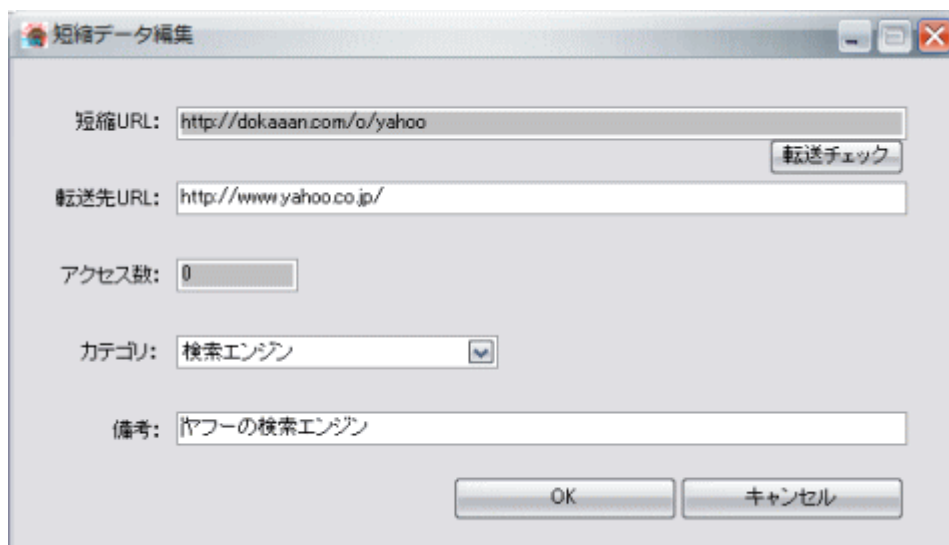 短縮データ編集
短縮URL: http://dokaaan.com/o/yahoo
転送チェック
転送先URL: http://www.yahoo.co.jp/
アクセス数: 0
カテゴリ: 検索エンジン
備考: ヤフーの検索エンジン
OK キャンセル